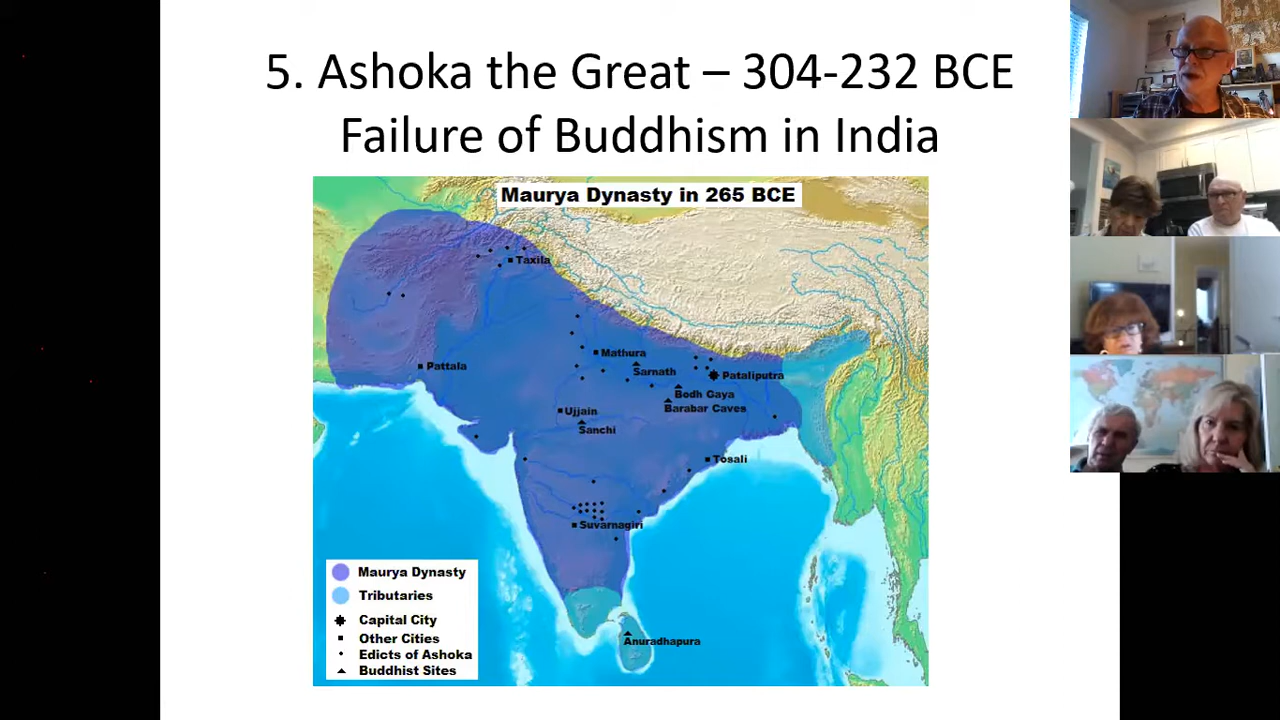 5. Ashoka the Great – 304-232 BCE
Failure of Buddhism in India
Maurya Dynasty in 265 BCE
Taxila
Mathura
Pattala
Sarnath
Pataliputra
Bodh Gaya
Barabar Caves
Ujjain
Sanchi
Tosali
Suvarnagiri
Maurya Dynasty
Tributaries
Capital City
Other Cities
Edicts of Ashoka
Buddhist Sites
Anuradhapura